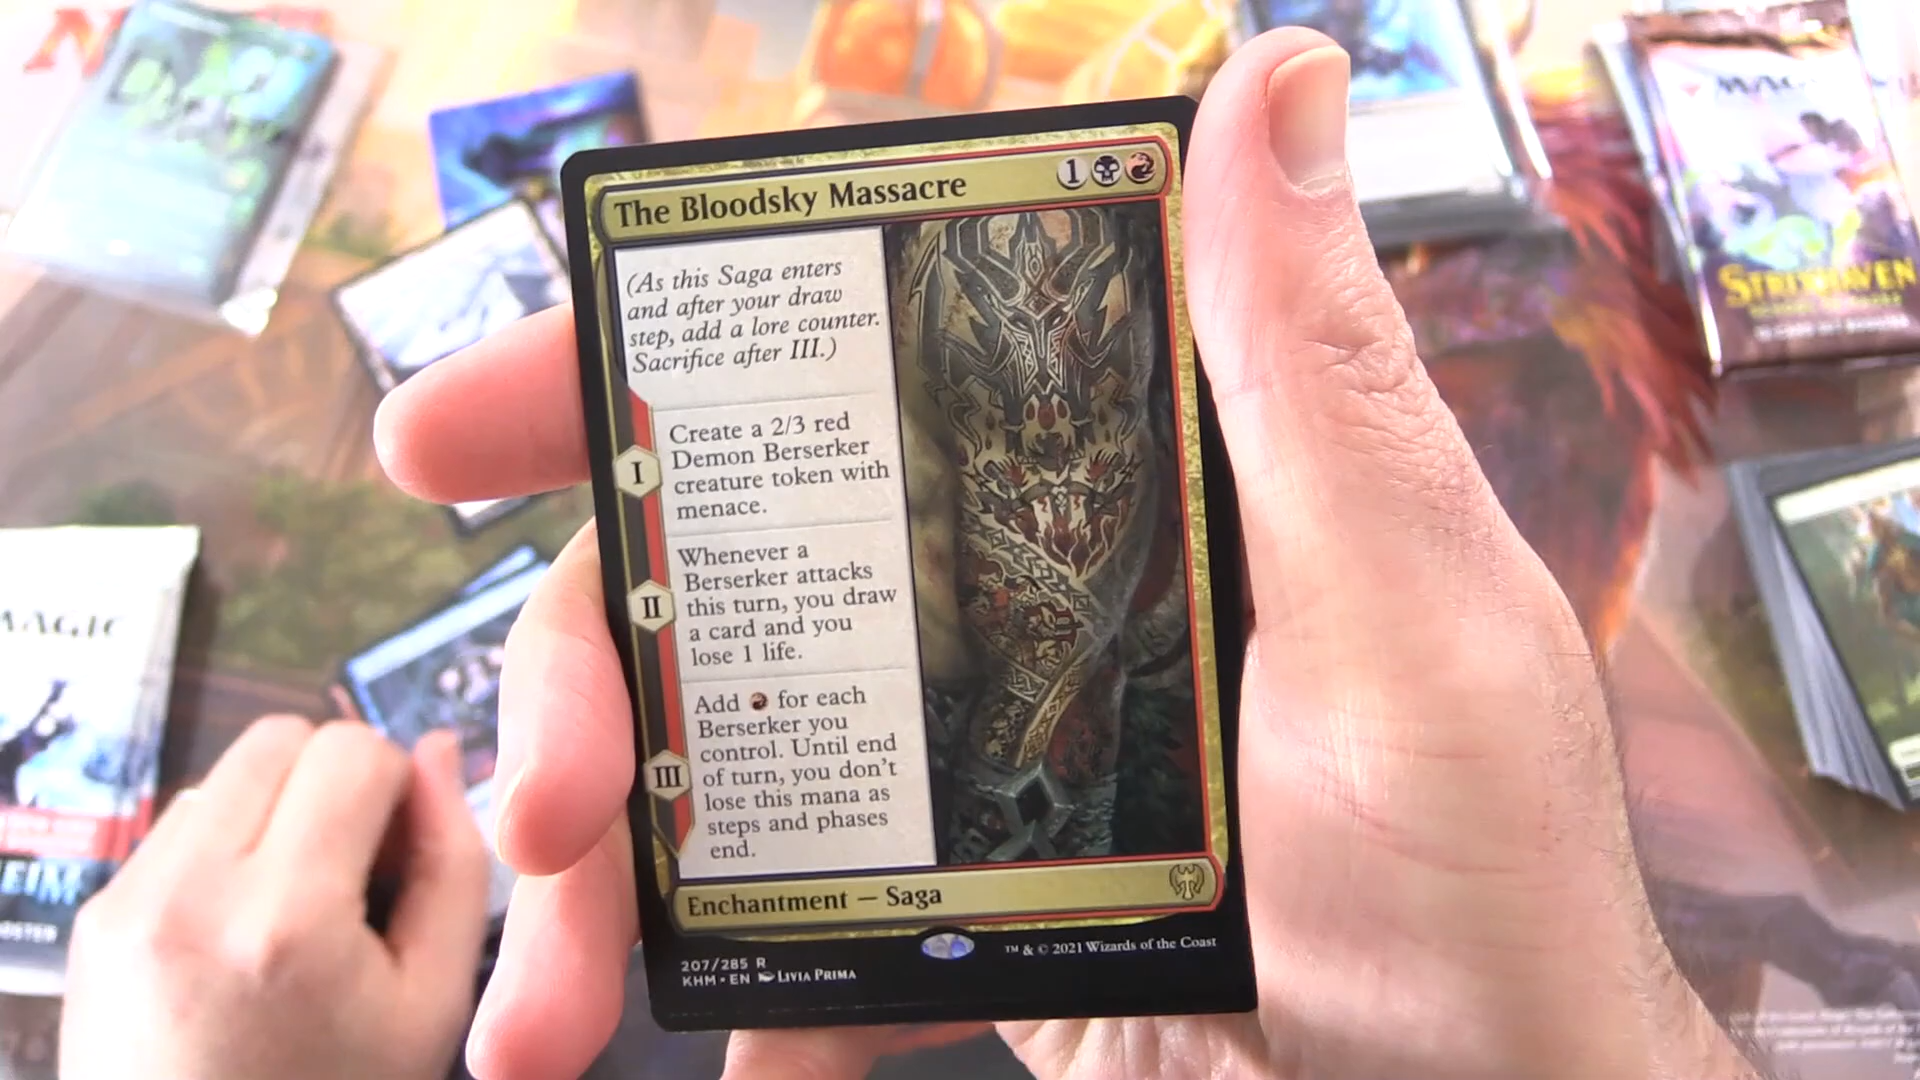 The Bloodsky Massacre 1
(As this Saga enters
and after your draw
step, add a lore counter.
Sacrifice after III.)
I
Create a 2/3 red
Demon Berserker
creature token with
menace.
II
Whenever a
Berserker attacks
this turn, you draw
a card and you
lose 1 life.
III
Add for each
Berserker you
control. Until end
of turn, you don't
lose this mana as
steps and phases
end.
Enchantment — Saga
207/285 R
KHM • EN LIVIA PRIMA
™ & © 2021 Wizards of the Coast
MAGIC
STRIXHAVEN
MAGIC